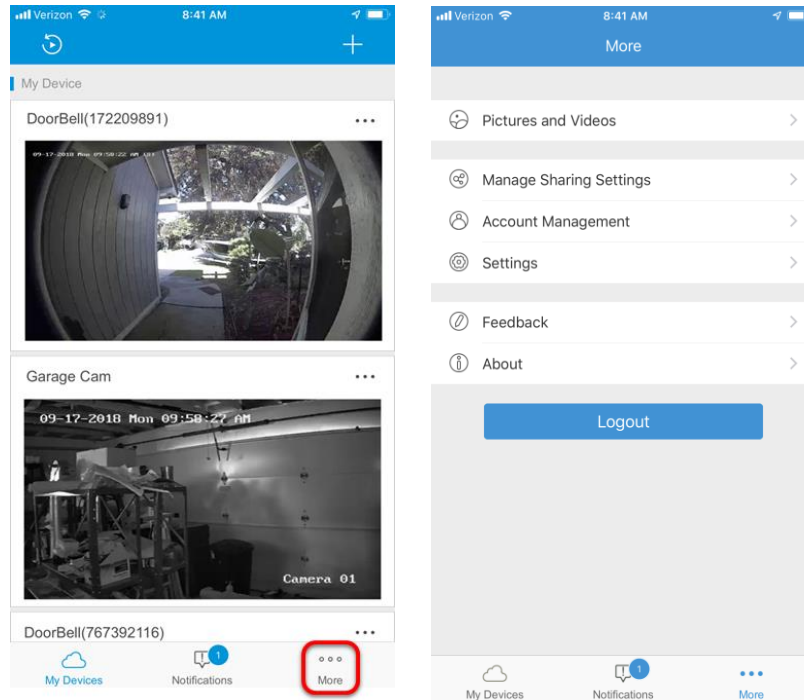 Verizon
8:41 AM
My Device
DoorBell(172209891)
•••
09-17-2018 Mon 09:58:22 AM
Garage Cam
•••
09-17-2018 Mon 09:58:27 AM
Camera 01
DoorBell(767392116)
•••
My Devices
1
Notifications
More
Verizon
8:41 AM
More
Pictures and Videos
Manage Sharing Settings
Account Management
Settings
Feedback
About
Logout
My Devices
1
Notifications
More